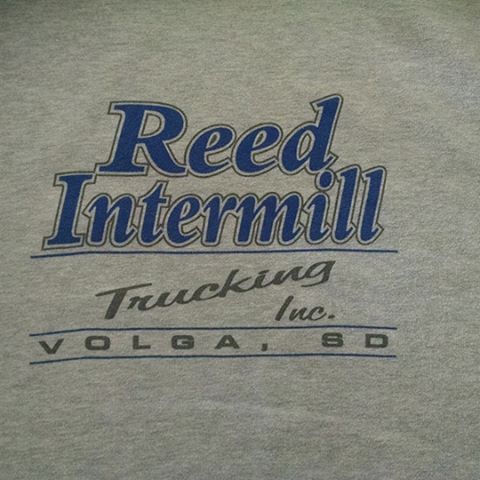 Reed
Intermill
Trucking
Inc.
VOLGA, SD